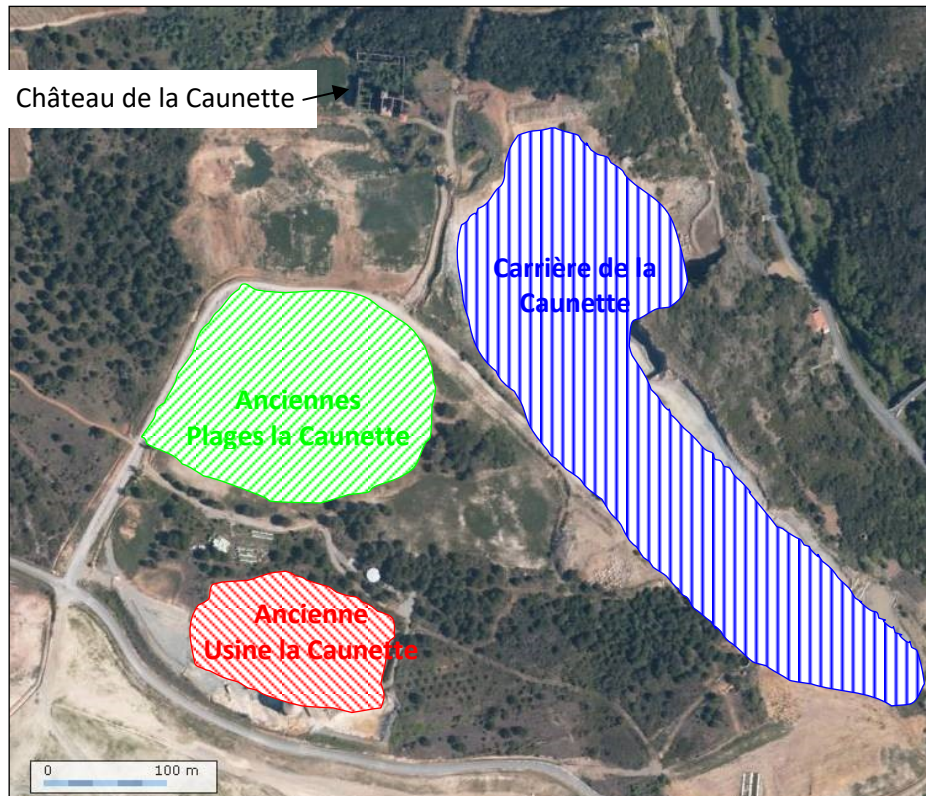 Château de la Caunette
Carrière de la
Caunette
Anciennes
Plages la Caunette
Ancienne
Usine la Caunette
0 100 m